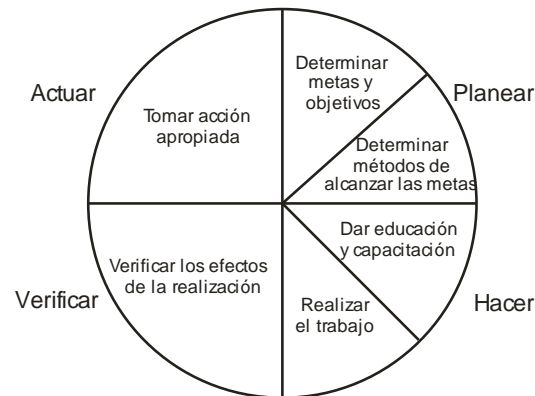 Actuar
Tomar acción
apropiada
Determinar
metas y
objetivos
Planear
Determinar
métodos de
alcanzar las metas
Dar educación
y capacitación
Hacer
Realizar
el trabajo
Verificar los efectos
de la realización
Verificar